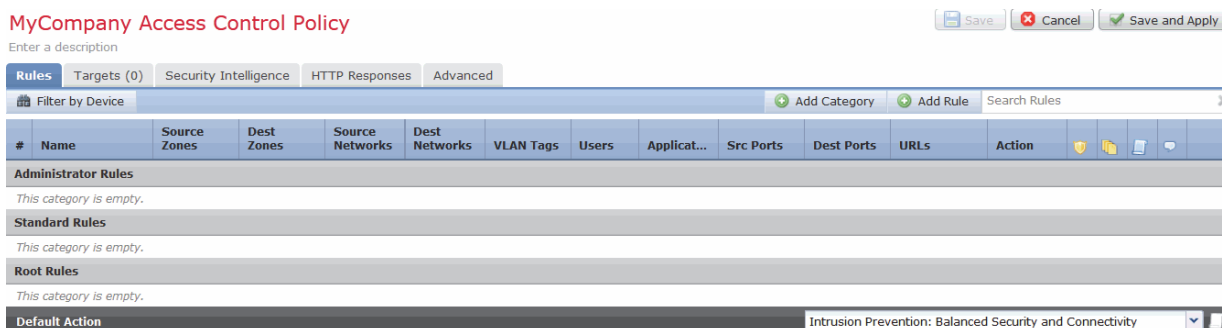 MyCompany Access Control Policy
Save Cancel Save and Apply
Enter a description
Rules Targets (0) Security Intelligence HTTP Responses Advanced
Filter by Device Add Category Add Rule Search Rules
# Name Source Zones Dest Zones Source Networks Dest Networks VLAN Tags Users Applicat... Src Ports Dest Ports URLs Action
Administrator Rules
This category is empty.
Standard Rules
This category is empty.
Root Rules
This category is empty.
Default Action Intrusion Prevention: Balanced Security and Connectivity